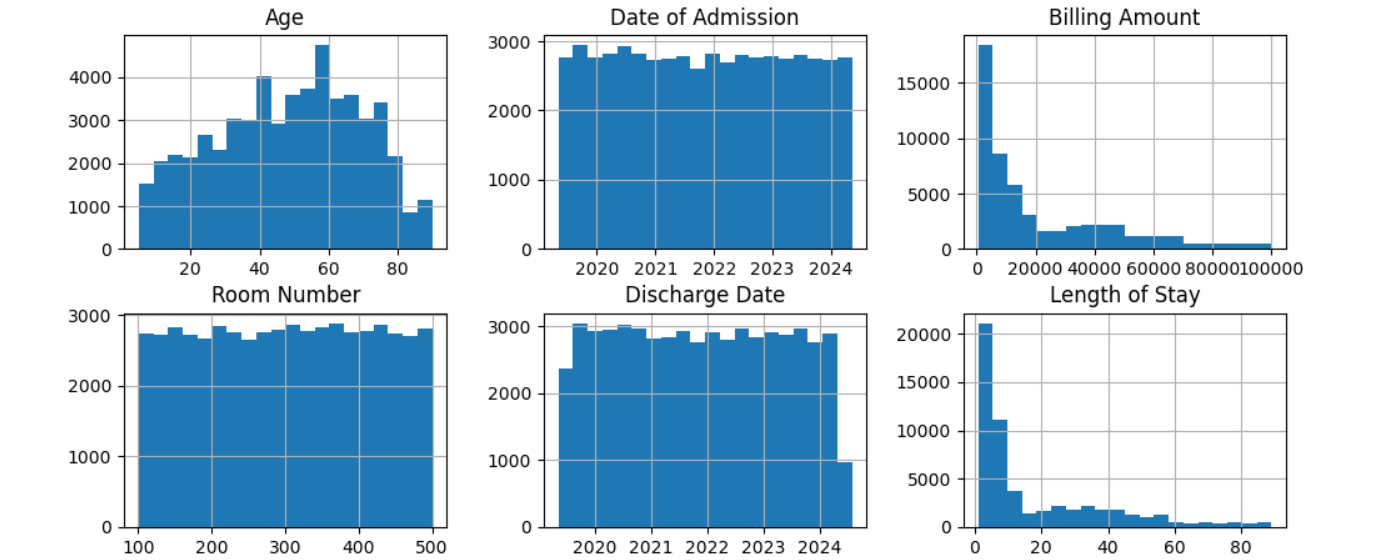 Age
Date of Admission
Billing Amount
4000
3000
2000
1000
0
20 40 60 80
3000
2000
1000
0
2020 2021 2022 2023 2024
15000
10000
5000
0
0 20000 40000 60000 80000100000
Room Number
Discharge Date
Length of Stay
3000
2000
1000
0
100 200 300 400 500
3000
2000
1000
0
2020 2021 2022 2023 2024
20000
15000
10000
5000
0
0 20 40 60 80